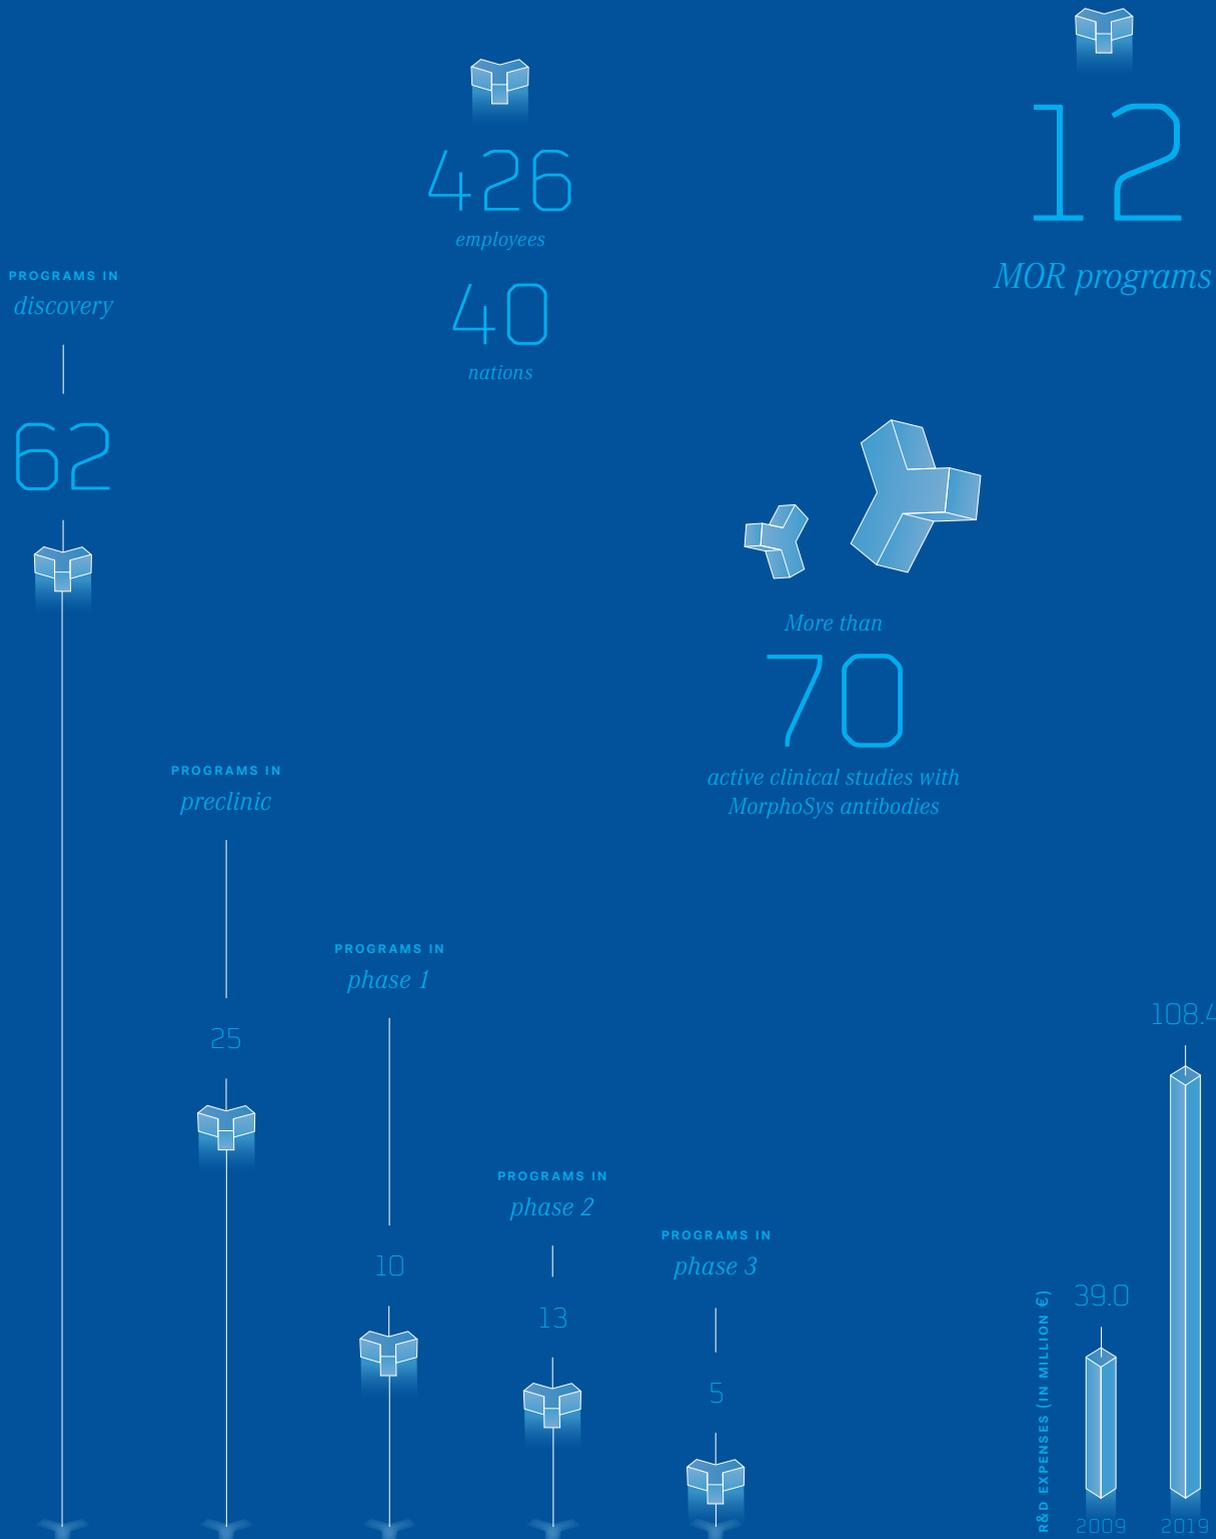 12
MOR programs
426
employees
40
nations
PROGRAMS IN
discovery
62
More than
70
active clinical studies with
MorphoSys antibodies
PROGRAMS IN
preclinic
25
PROGRAMS IN
phase 1
10
PROGRAMS IN
phase 2
13
PROGRAMS IN
phase 3
5
R&D EXPENSES (IN MILLION €)
39.0
2009
108.4
2019